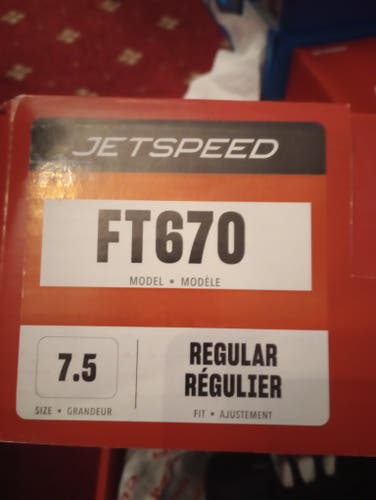 JETSPEED
FT670
MODEL • MODÈLE
7.5
SIZE • GRANDEUR
REGULAR
RÉGULIER
FIT • AJUSTEMENT